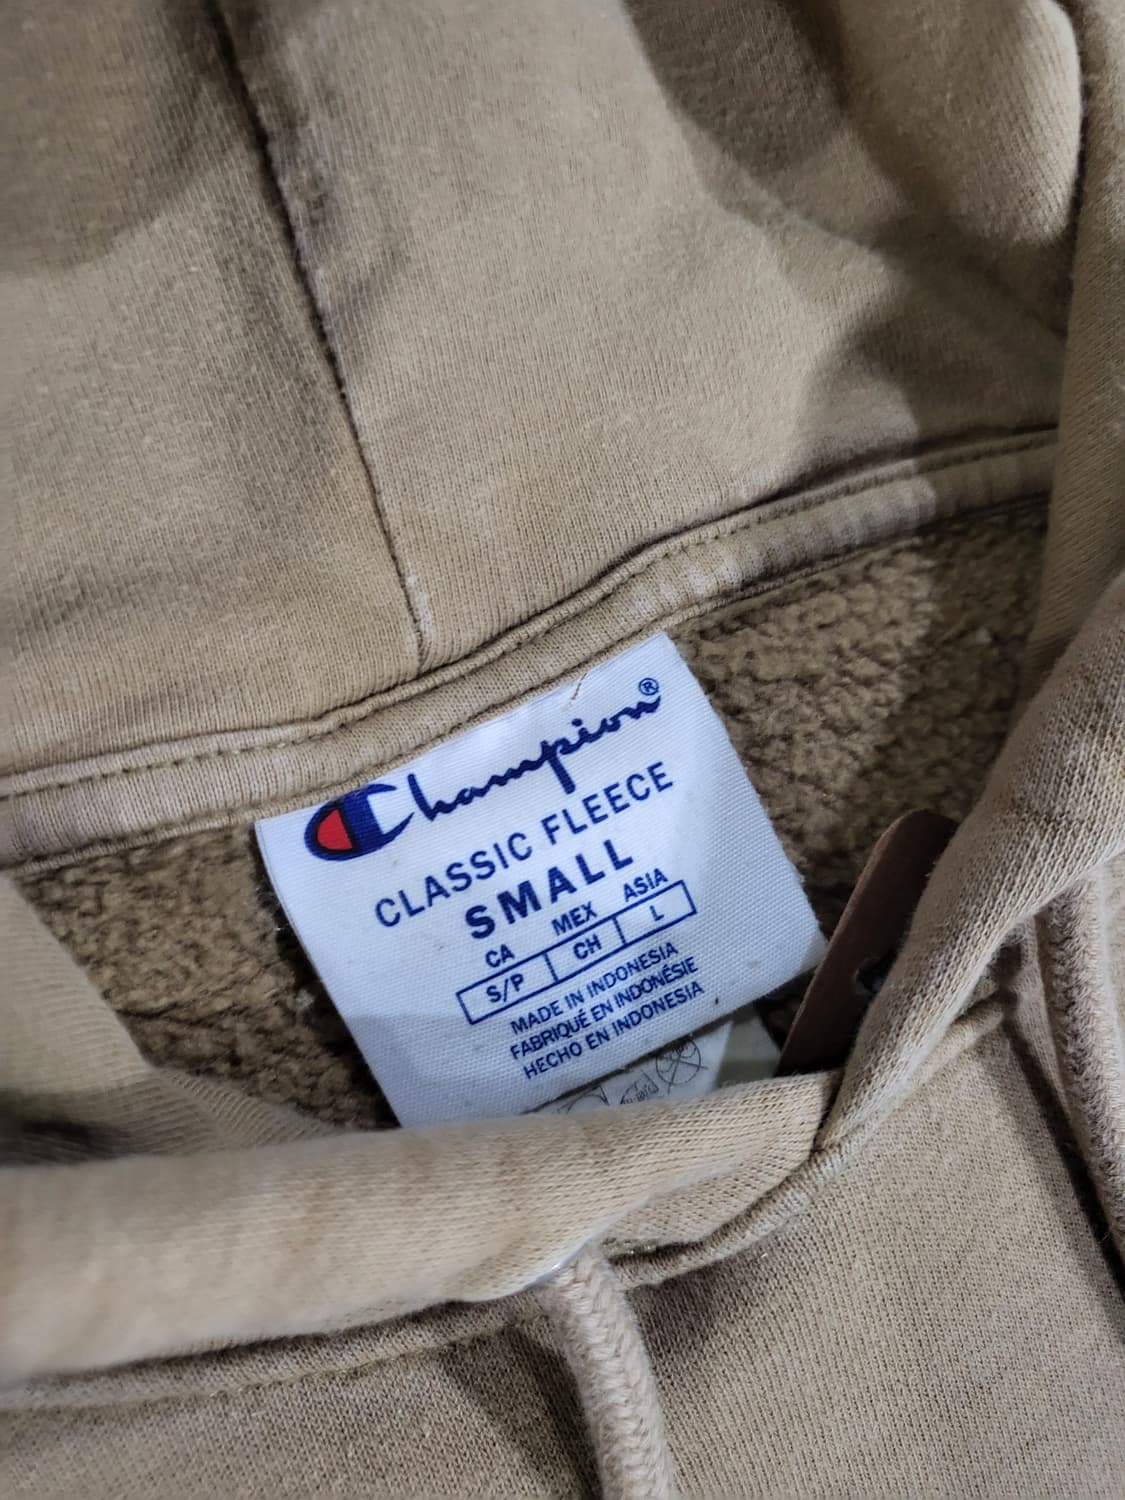 Champion®
CLASSIC FLEECE
SMALL
CA MEX ASIA
S/P CH L
MADE IN INDONESIA
FABRIQUÉ EN INDONÉSIE
HECHO EN INDONESIA